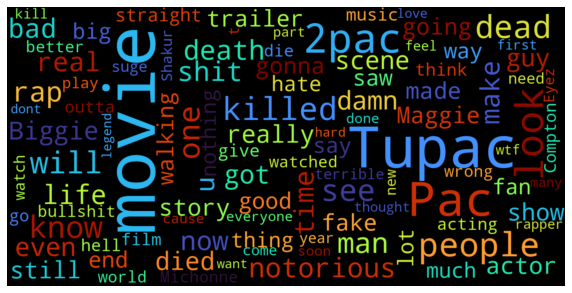 kill
straight
music
love
bad
big
trailer
going
dead
better
part
feel
first
real
suge
play
Shakur
death
die
2pac
scene
way
think
need
Eyez
dont
outta
shit
gonna
saw
guy
rap
movie
walking
one
nothing
hate
damn
made
Maggie
make
Compton
look
legend
killed
Tupac
hard
done
wtf
Biggie
really
say
will
u
give
watched
terrible
wrong
many
watch
life
got
time
see
new
fan
bullshit
story
good
Pac
thought
go
know
cause
everyone
fake
acting
rapper
show
hell
now
thing
year
man
lot
people
even
film
died
come
soon
still
end
want
notorious
much
actor
world
Michonne
t